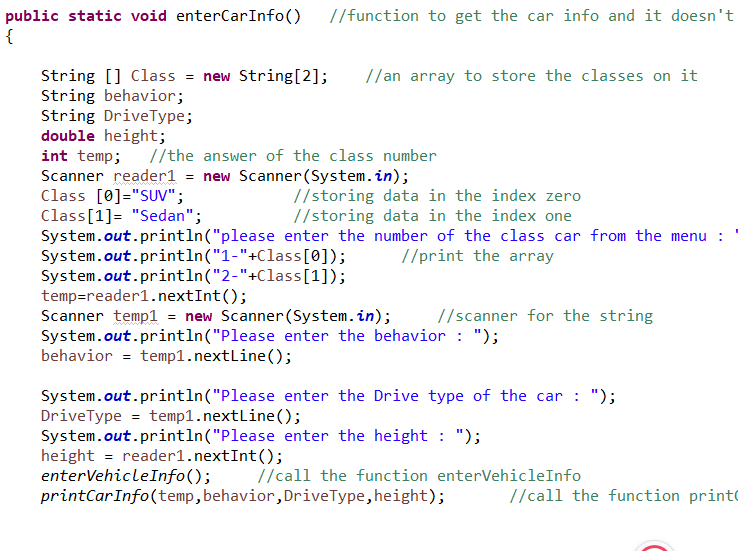 public static void enterCarInfo()   //function to get the car info and it doesn't
{
    String [] Class = new String[2];    //an array to store the classes on it
    String behavior;
    String DriveType;
    double height;
    int temp;   //the answer of the class number
    Scanner reader1 = new Scanner(System.in);
    Class [0]="SUV";            //storing data in the index zero
    Class[1]= "Sedan";          //storing data in the index one
    System.out.println("please enter the number of the class car from the menu : "
    System.out.println("1-"+Class[0]);      //print the array
    System.out.println("2-"+Class[1]);
    temp=reader1.nextInt();
    Scanner temp1 = new Scanner(System.in);     //scanner for the string
    System.out.println("Please enter the behavior : ");
    behavior = temp1.nextLine();
    System.out.println("Please enter the Drive type of the car : ");
    DriveType = temp1.nextLine();
    System.out.println("Please enter the height : ");
    height = reader1.nextInt();
    enterVehicleInfo();     //call the function enterVehicleInfo
    printCarInfo(temp,behavior,DriveType,height);       //call the function print